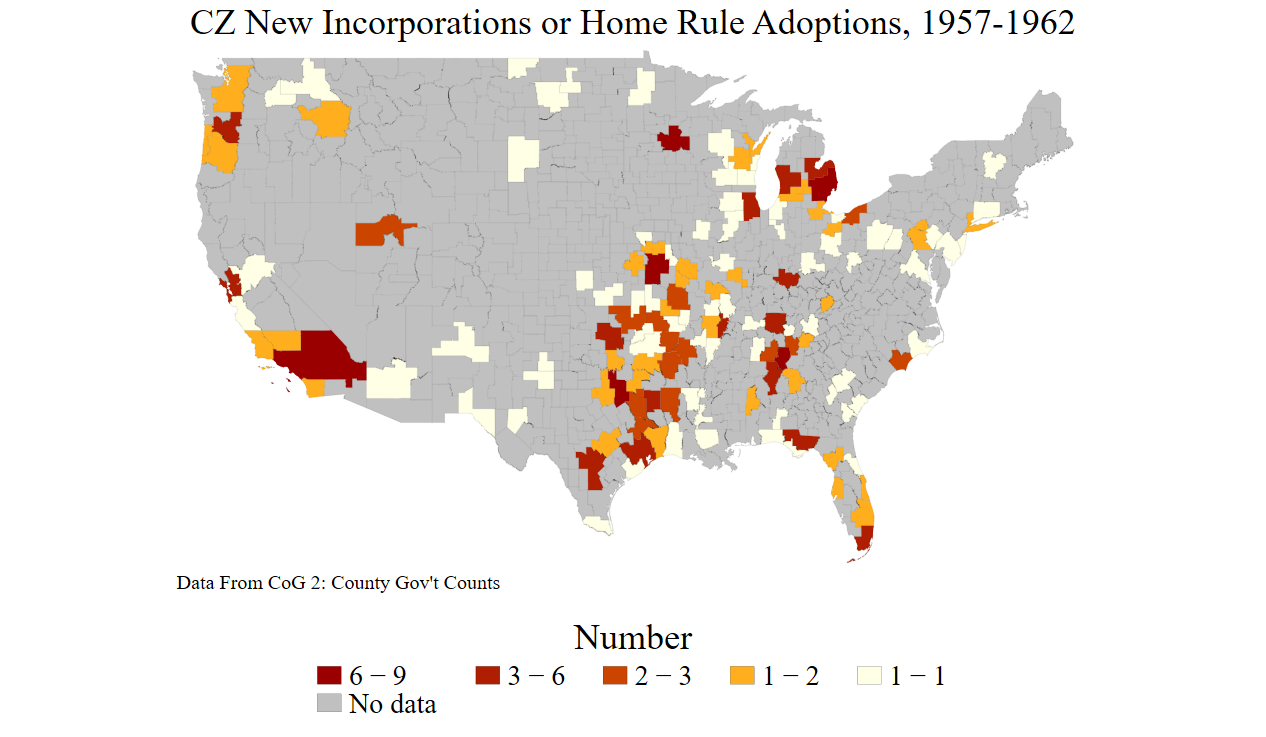 CZ New Incorporations or Home Rule Adoptions, 1957-1962
Data From CoG 2: County Gov't Counts
Number
6 − 9 3 − 6 2 − 3 1 − 2 1 − 1
No data